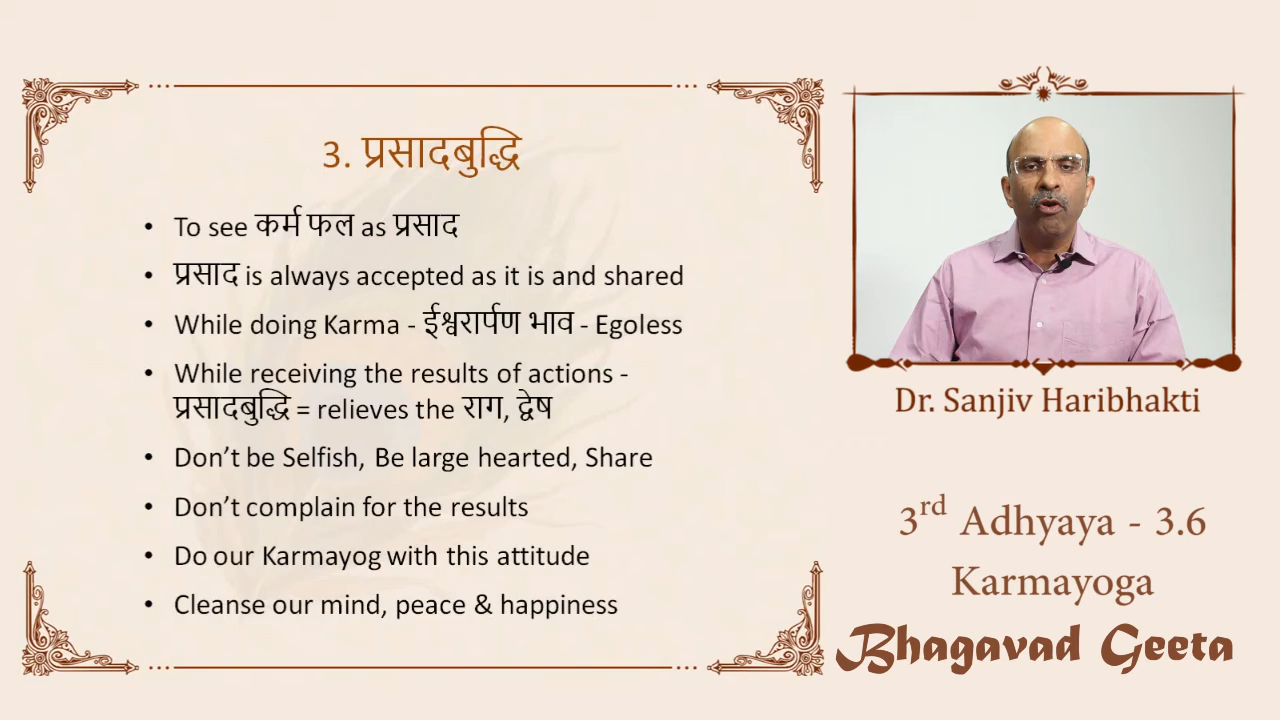 3. प्रसादबुद्धि
• To see कर्म फल as प्रसाद
• प्रसाद is always accepted as it is and shared
• While doing Karma - ईश्वरार्पण भाव - Egoless
• While receiving the results of actions -
प्रसादबुद्धि = relieves the राग, द्वेष
• Don't be Selfish, Be large hearted, Share
• Don't complain for the results
• Do our Karmayog with this attitude
• Cleanse our mind, peace & happiness
Dr. Sanjiv Haribhakti
3rd Adhyaya - 3.6
Karmayoga
Bhagavad Geeta